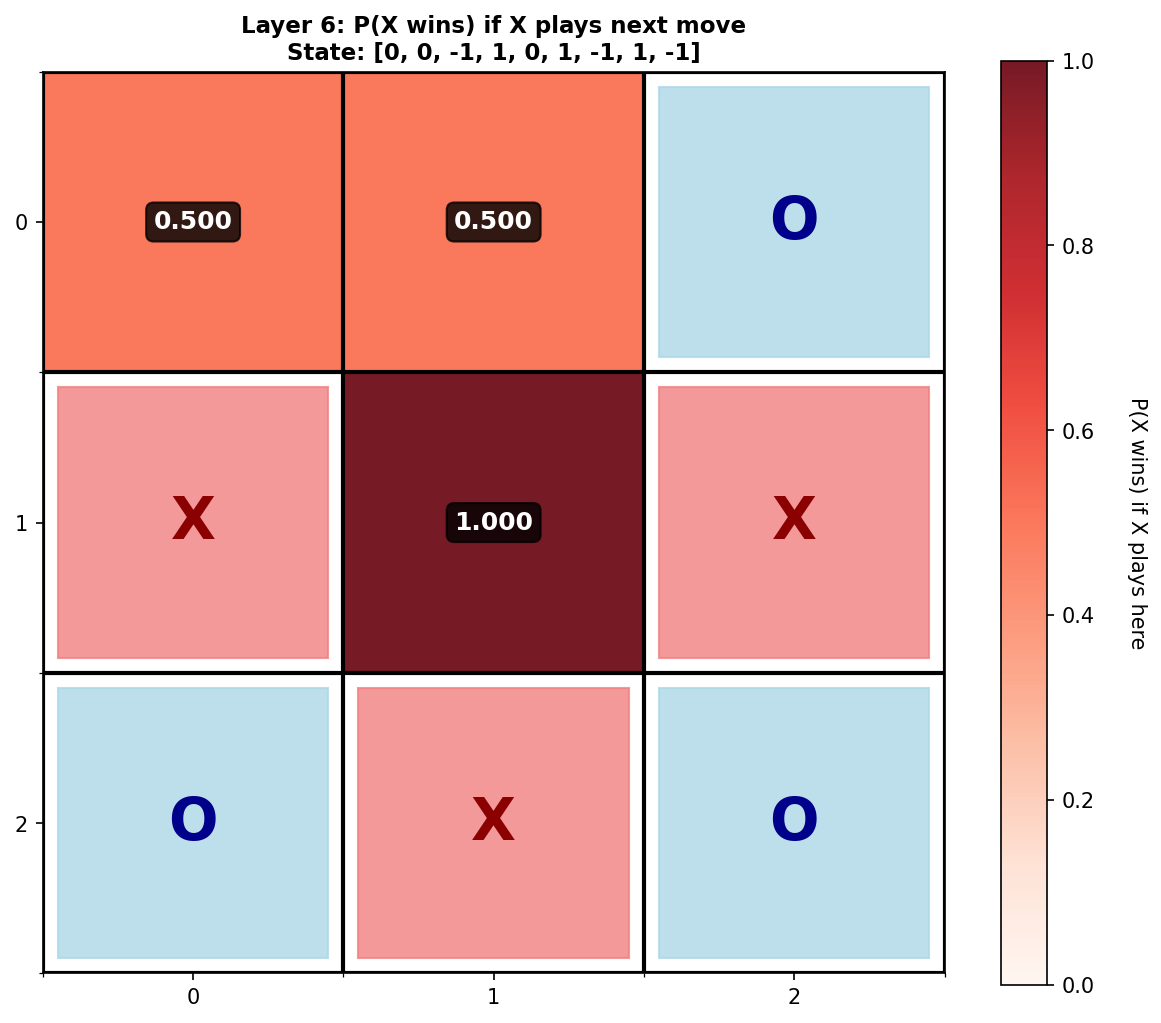 Layer 6: P(X wins) if X plays next move
State: [0, 0, -1, 1, 0, 1, -1, 1, -1]
0.500
0.500
O
X
1.000
X
O
X
O
0
1
2
0
1
2
1.0
0.8
0.6
0.4
0.2
0.0
P(X wins) if X plays here